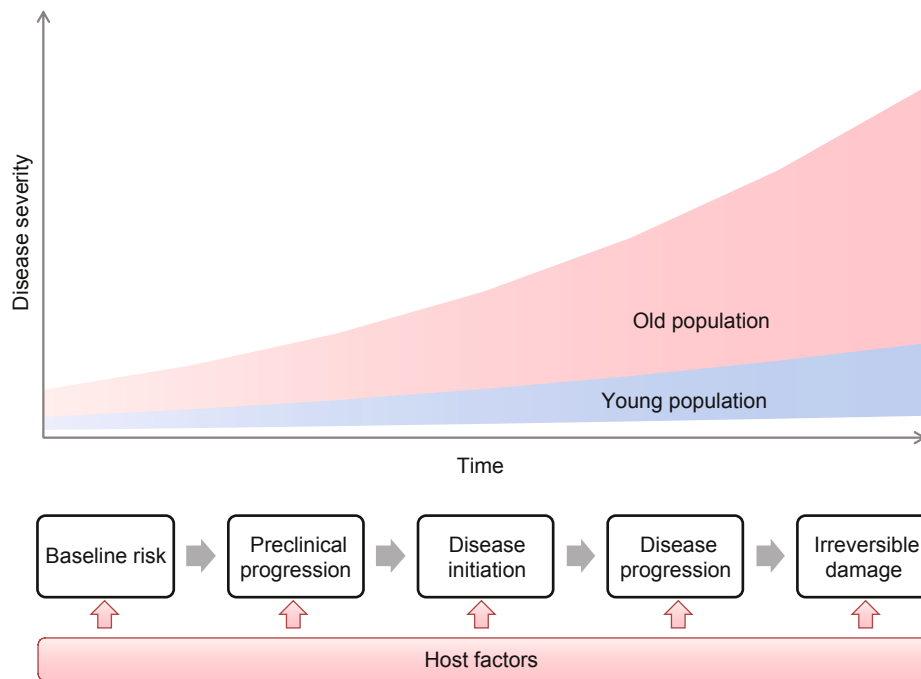 Disease severity
Old population
Young population
Time
Baseline risk
Preclinical
progression
Disease
initiation
Disease
progression
Irreversible
damage
Host factors